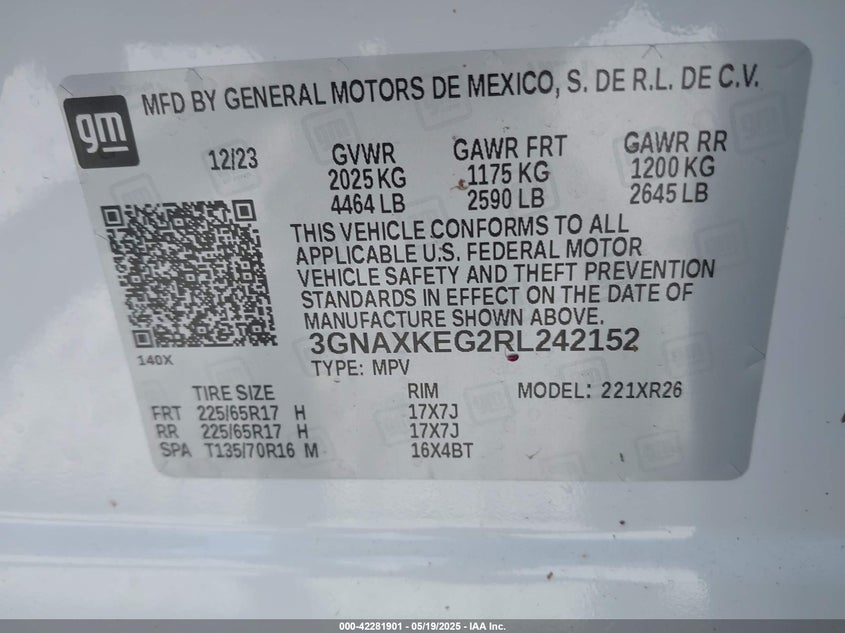 MFD BY GENERAL MOTORS DE MEXICO, S. DE R.L. DE C.V.
gm
12/23 GVWR GAWR FRT GAWR RR
2025 KG 1175 KG 1200 KG
4464 LB 2590 LB 2645 LB
THIS VEHICLE CONFORMS TO ALL
APPLICABLE U.S. FEDERAL MOTOR
VEHICLE SAFETY AND THEFT PREVENTION
STANDARDS IN EFFECT ON THE DATE OF
MANUFACTURE SHOWN ABOVE.
3GNAXKEG2RL242152
140X
TYPE: MPV
TIRE SIZE RIM MODEL: 221XR26
FRT 225/65R17 H 17X7J
RR 225/65R17 H 17X7J
SPA T135/70R16 M 16X4BT
000-42281901 - 05/19/2025 - IAA Inc.